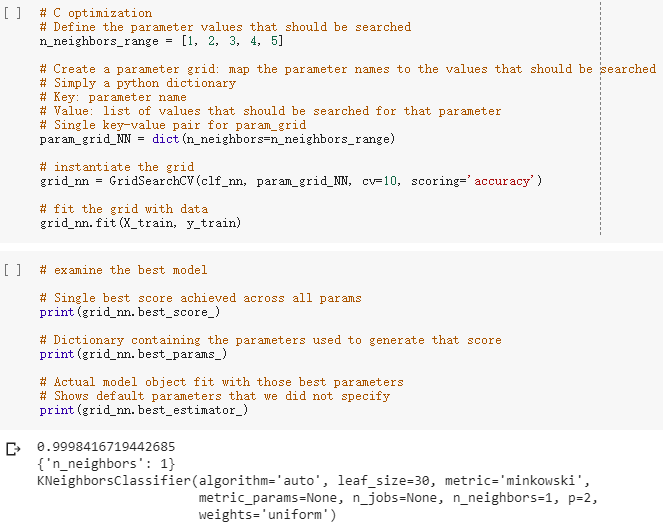 [ ] # C optimization
# Define the parameter values that should be searched
n_neighbors_range = [1, 2, 3, 4, 5]
# Create a parameter grid: map the parameter names to the values that should be searched
# Simply a python dictionary
# Key: parameter name
# Value: list of values that should be searched for that parameter
# Single key-value pair for param_grid
param_grid_NN = dict(n_neighbors=n_neighbors_range)
# instantiate the grid
grid_nn = GridSearchCV(clf_nn, param_grid_NN, cv=10, scoring='accuracy')
# fit the grid with data
grid_nn.fit(X_train, y_train)
[ ] # examine the best model
# Single best score achieved across all params
print(grid_nn.best_score_)
# Dictionary containing the parameters used to generate that score
print(grid_nn.best_params_)
# Actual model object fit with those best parameters
# Shows default parameters that we did not specify
print(grid_nn.best_estimator_)
0.9998416719442685
{'n_neighbors': 1}
KNeighborsClassifier(algorithm='auto', leaf_size=30, metric='minkowski',
metric_params=None, n_jobs=None, n_neighbors=1, p=2,
weights='uniform')